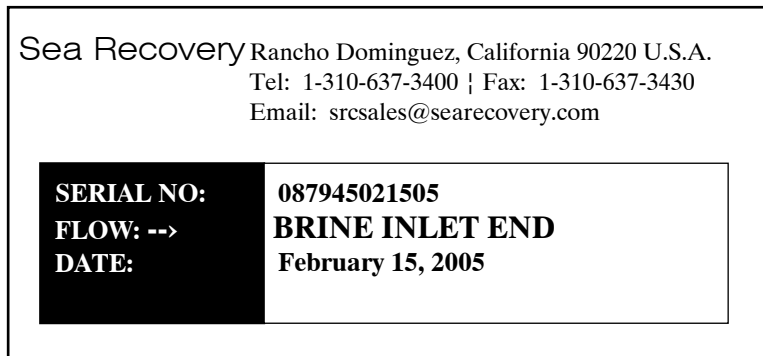 Sea Recovery Rancho Dominguez, California 90220 U.S.A.
Tel: 1-310-637-3400 ¦ Fax: 1-310-637-3430
Email: srcsales@searecovery.com
SERIAL NO: 087945021505
FLOW: --› BRINE INLET END
DATE: February 15, 2005